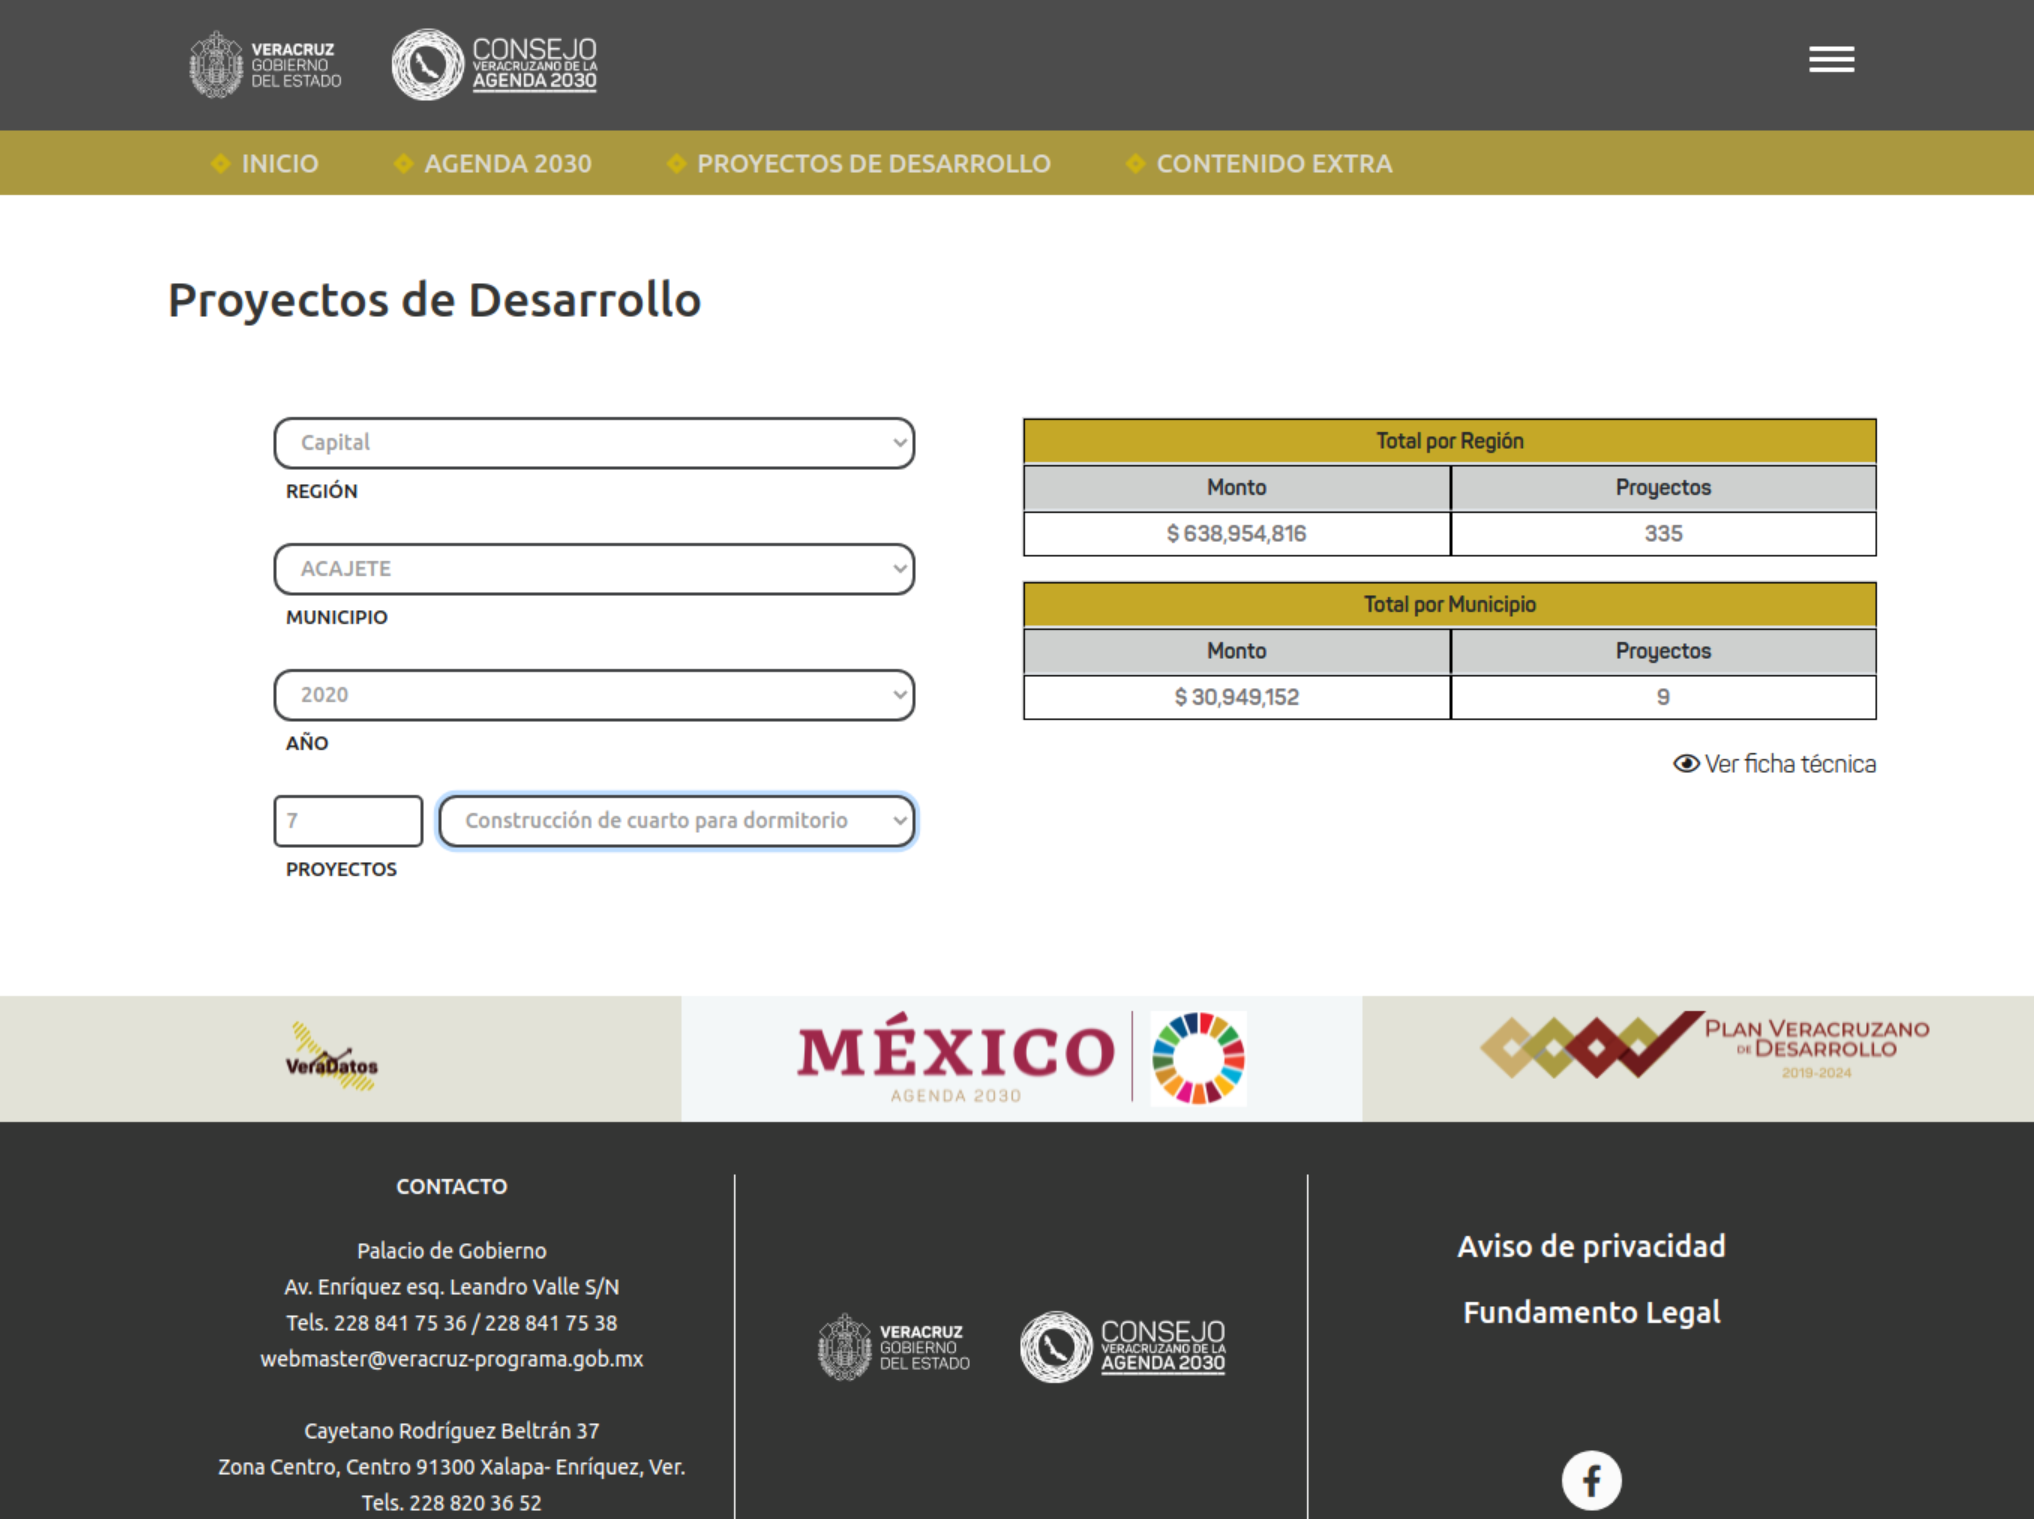 VERACRUZ
GOBIERNO
DEL ESTADO
CONSEJO
VERACRUZANO DE LA
AGENDA 2030
INICIO
AGENDA 2030
PROYECTOS DE DESARROLLO
CONTENIDO EXTRA
Proyectos de Desarrollo
Capital
REGIÓN
ACAJETE
MUNICIPIO
2020
AÑO
7
Construcción de cuarto para dormitorio
PROYECTOS
Total por Región
Monto Proyectos
$ 638,954,816 335
Total por Municipio
Monto Proyectos
$ 30,949,152 9
Ver ficha técnica
VeraDatos
MÉXICO
AGENDA 2030
PLAN VERACRUZANO
DE DESARROLLO
2019-2024
CONTACTO
Palacio de Gobierno
Av. Enríquez esq. Leandro Valle S/N
Tels. 228 841 75 36 / 228 841 75 38
webmaster@veracruz-programa.gob.mx
Cayetano Rodríguez Beltrán 37
Zona Centro, Centro 91300 Xalapa- Enríquez, Ver.
Tels. 228 820 36 52
VERACRUZ
GOBIERNO
DEL ESTADO
CONSEJO
VERACRUZANO DE LA
AGENDA 2030
Aviso de privacidad
Fundamento Legal